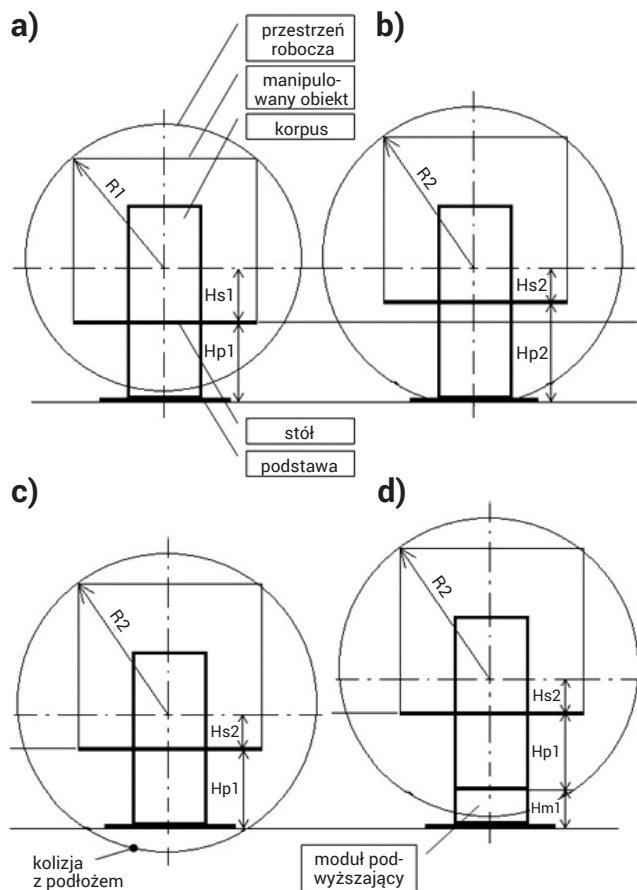 a)
przestrzeń
robocza
manipulo-
wany obiekt
korpus
R1
Hs1
Hp1
stół
podstawa
b)
R2
Hs2
Hp2
c)
R2
Hs2
Hp1
kolizja
z podłożem
d)
R2
Hs2
Hp1
Hm1
moduł pod-
wyższający